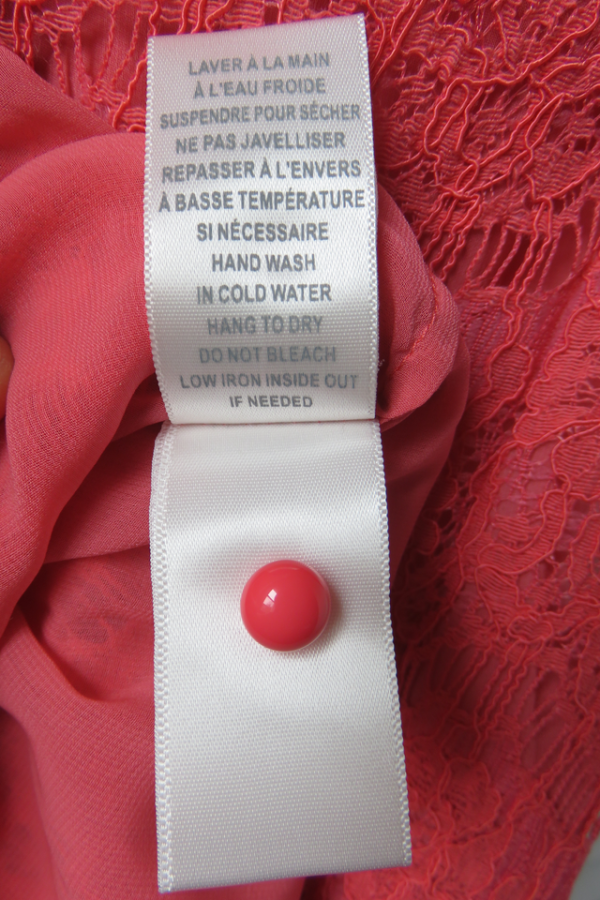 LAVER À LA MAIN
À L'EAU FROIDE
SUSPENDRE POUR SÉCHER
NE PAS JAVELLISER
REPASSER À L'ENVERS
À BASSE TEMPÉRATURE
SI NÉCESSAIRE
HAND WASH
IN COLD WATER
HANG TO DRY
DO NOT BLEACH
LOW IRON INSIDE OUT
IF NEEDED